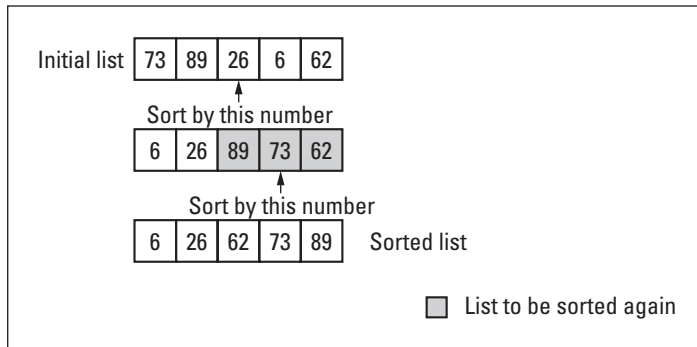 Initial list 73 89 26 6 62
Sort by this number
6 26 89 73 62
Sort by this number
6 26 62 73 89 Sorted list
List to be sorted again